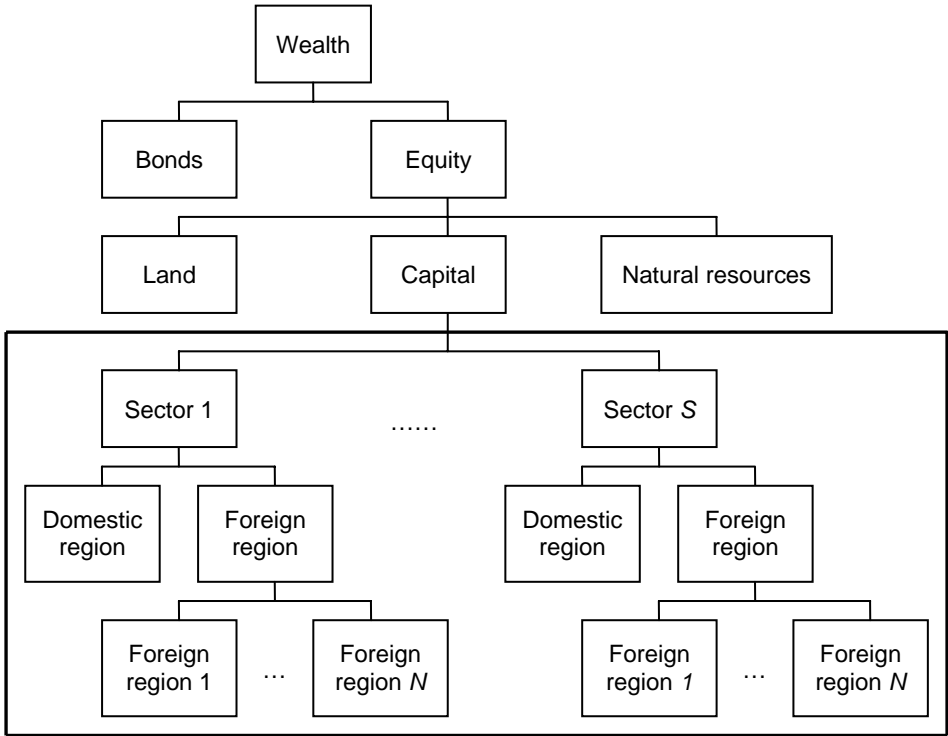 Wealth
Bonds
Equity
Land
Capital
Natural resources
Sector 1
......
Sector S
Domestic
region
Foreign
region
Domestic
region
Foreign
region
Foreign
region 1
...
Foreign
region N
Foreign
region 1
...
Foreign
region N